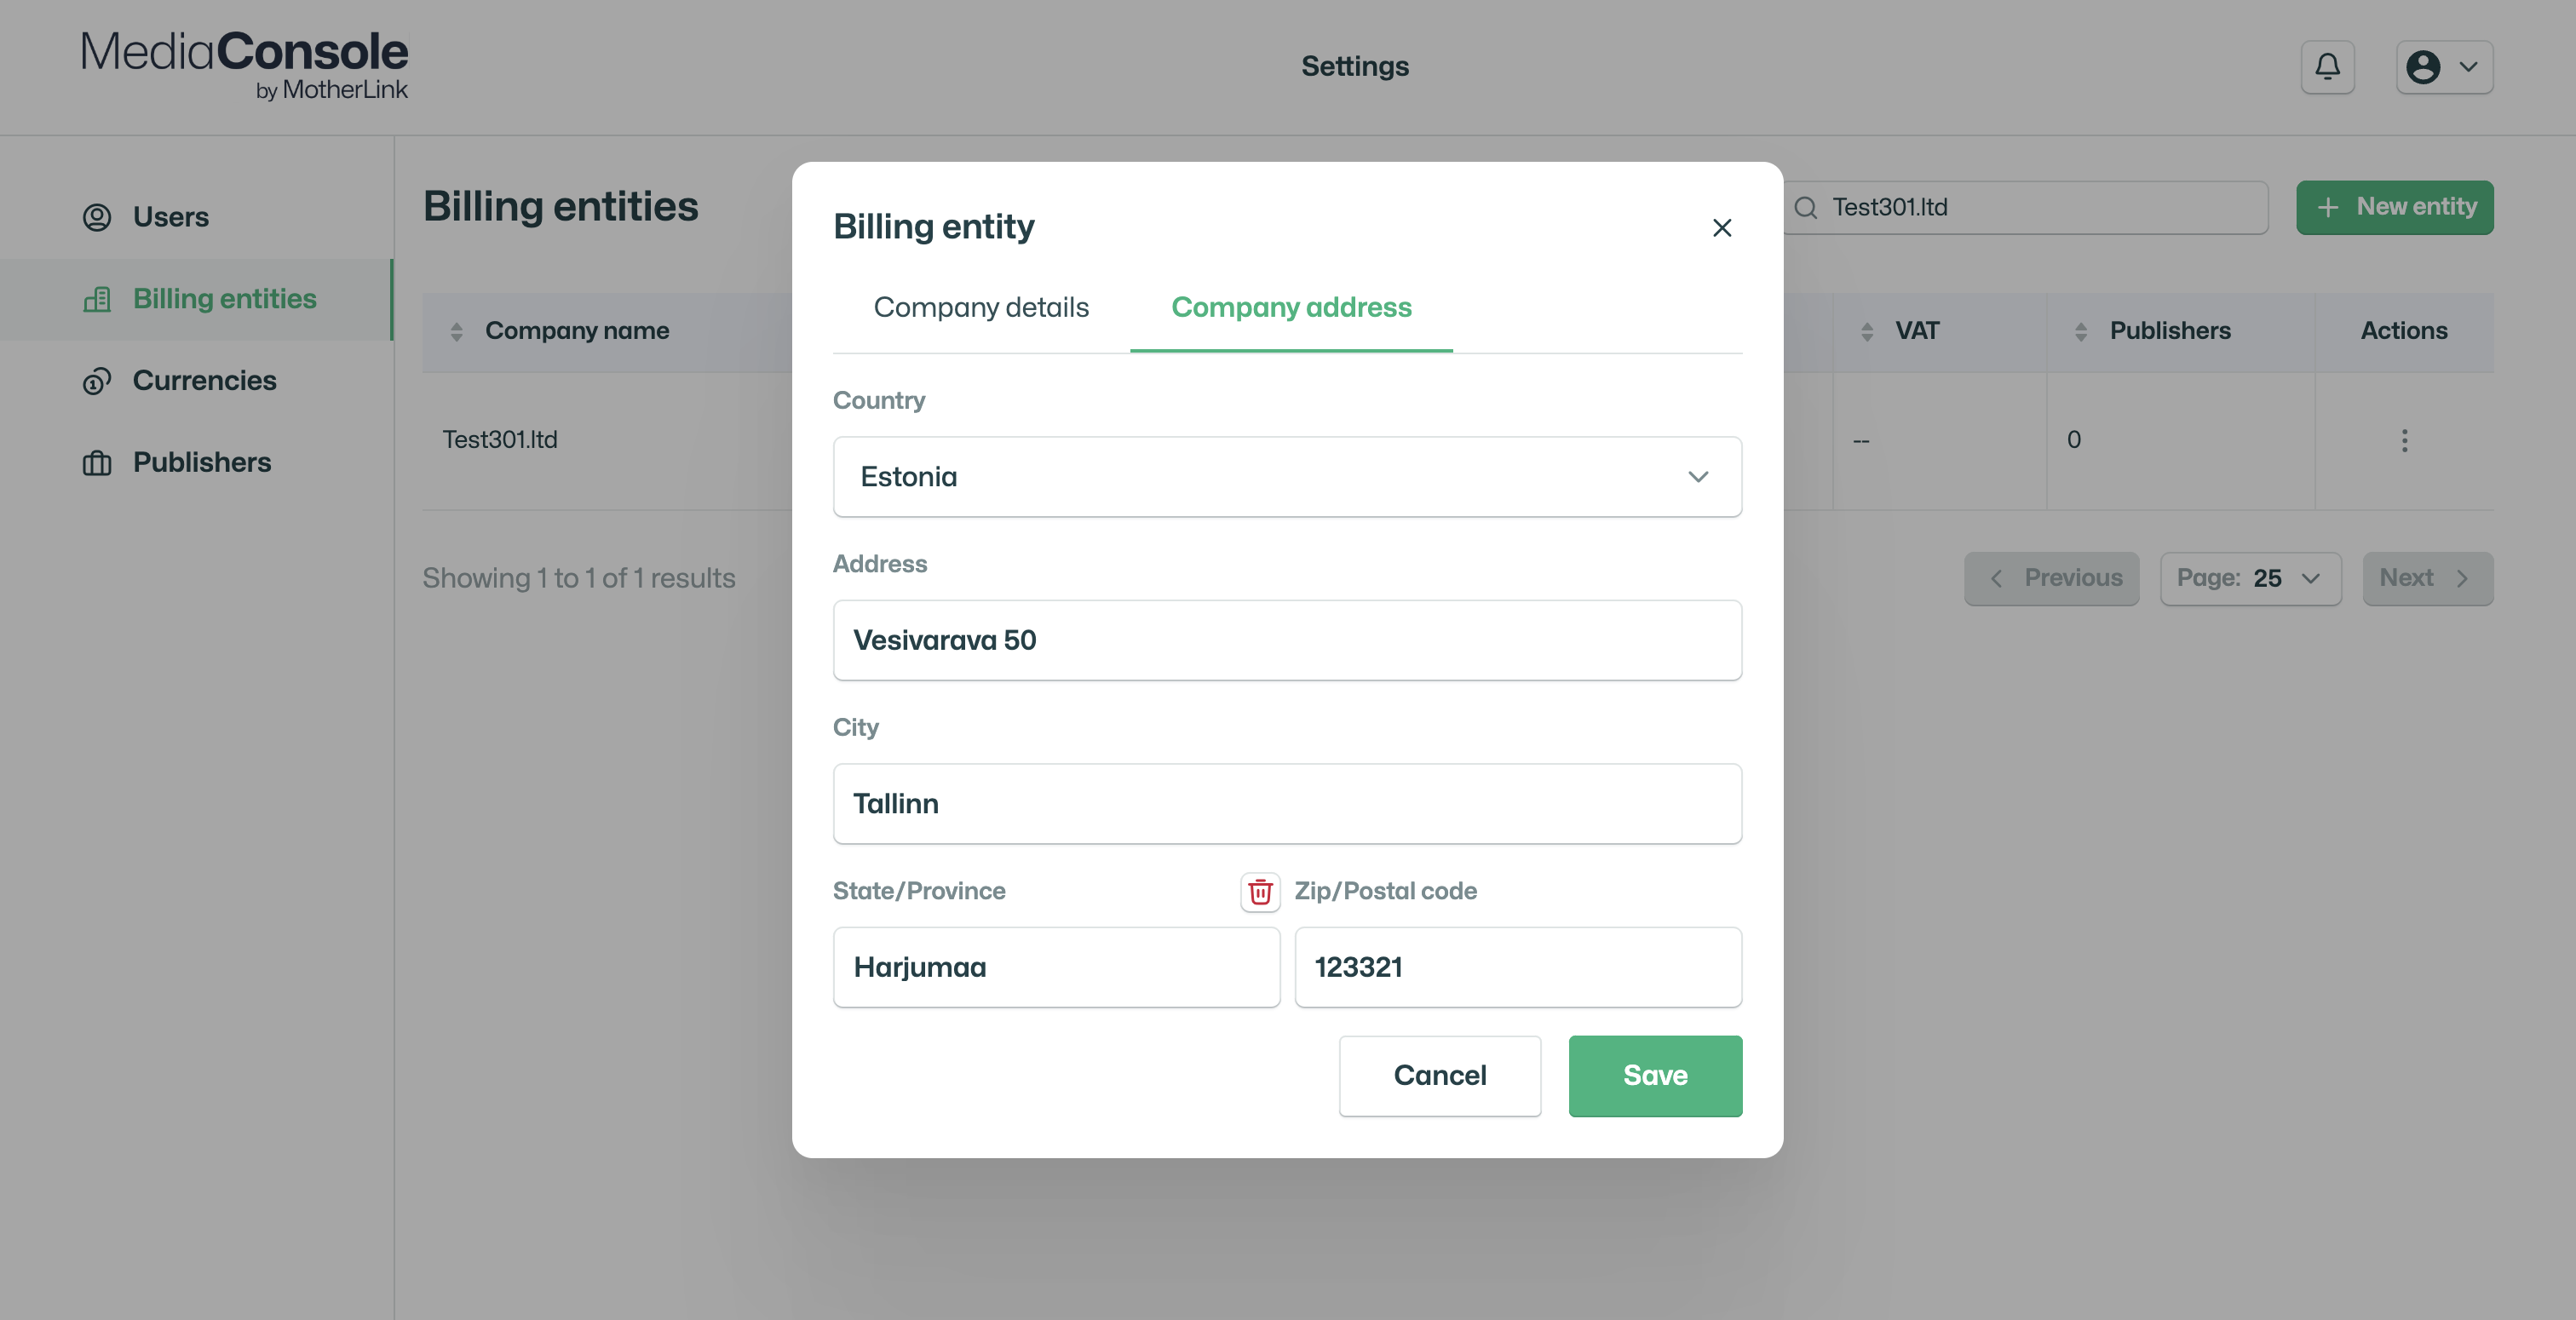 MediaConsole
by MotherLink
Settings
Users
Billing entities
Currencies
Publishers
Billing entities
Test301.ltd
New entity
Company name
VAT
Publishers
Actions
Test301.ltd
--
0
Showing 1 to 1 of 1 results
Previous
Page: 25
Next
Billing entity
Company details
Company address
Country
Estonia
Address
Vesivarava 50
City
Tallinn
State/Province
Zip/Postal code
Harjumaa
123321
Cancel
Save